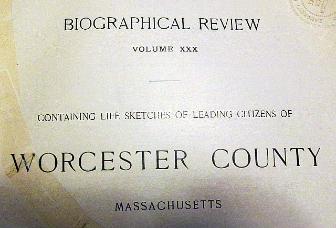 BIOGRAPHICAL REVIEW
VOLUME XXX
CONTAINING LIFE SKETCHES OF LEADING CITIZENS OF
WORCESTER COUNTY
MASSACHUSETTS